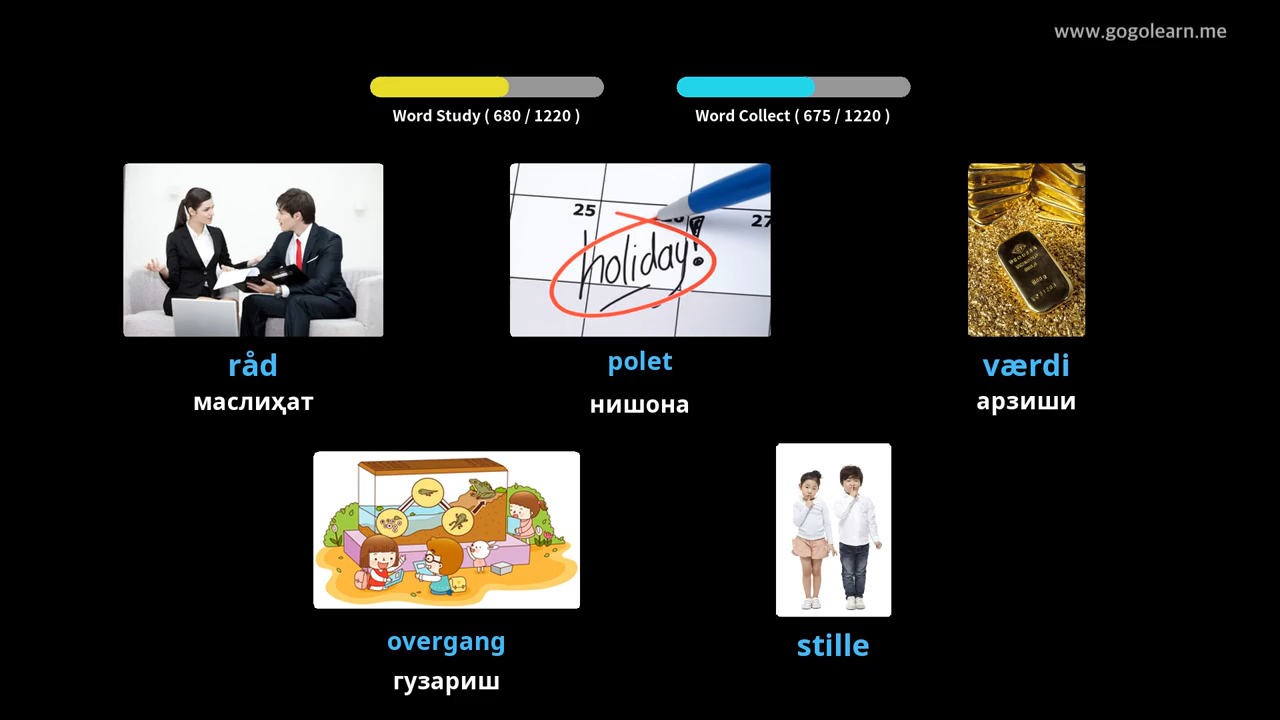 www.gogolearn.me
Word Study ( 680 / 1220 )
Word Collect ( 675 / 1220 )
25
27
holiday!
råd
polet
værdi
маслиҳат
нишона
арзиши
overgang
stille
гузариш